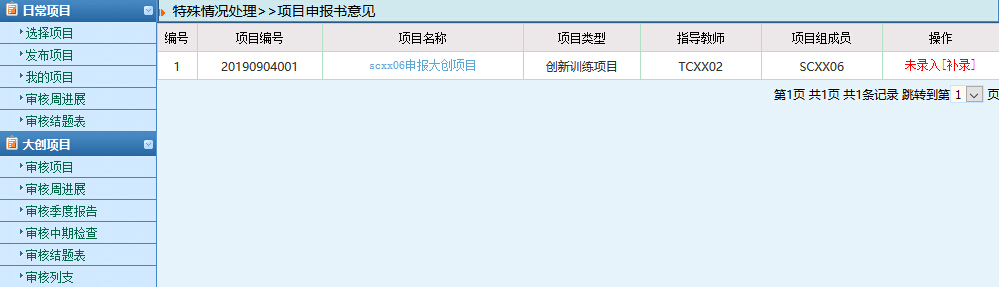 日常项目
选择项目
发布项目
我的项目
审核周进展
审核结题表
大创项目
审核项目
审核周进展
审核季度报告
审核中期检查
审核结题表
审核列支
特殊情况处理>>项目申报书意见
编号 项目编号 项目名称 项目类型 指导教师 项目组成员 操作
1 20190904001 scxx06申报大创项目 创新训练项目 TCXX02 SCXX06 未录入[补录]
第1页 共1页 共1条记录 跳转到第 1 页